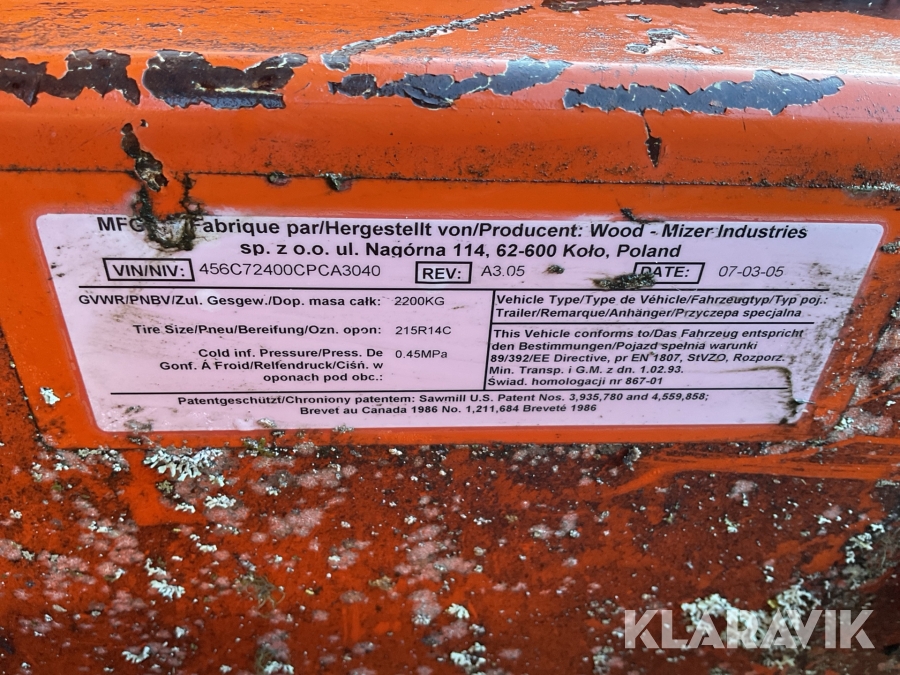 MFG Fabrique par/Hergestellt von/Producent: Wood - Mizer Industries
sp. z o.o. ul. Nagórna 114, 62-600 Koło, Poland
VIN/NIV: 456C72400CPCA3040 REV: A3.05 DATE: 07-03-05
GVWR/PNBV/Zul. Gesgew./Dop. masa całk: 2200KG
Tire Size/Pneu/Bereifung/Ozn. opon: 215R14C
Cold inf. Pressure/Press. De 0.45MPa
Gonf. Á Froid/Relfendruck/Ciśń. w
oponach pod obc.:
Vehicle Type/Type de Véhicle/Fahrzeugtyp/Typ poj.:
Trailer/Remarque/Anhänger/Przyczepa specjalna
This Vehicle conforms to/Das Fahrzeug entspricht
den Bestimmungen/Pojazd spełnia warunki
89/392/EE Directive, pr EN 1807, StVZO, Rozporz.
Min. Transp. i G.M. z dn. 1.02.93.
Świad. homologacji nr 867-01
Patentgeschützt/Chroniony patentem: Sawmill U.S. Patent Nos. 3,935,780 and 4,559,858;
Brevet au Canada 1986 No. 1,211,684 Breveté 1986
KLARAVIK